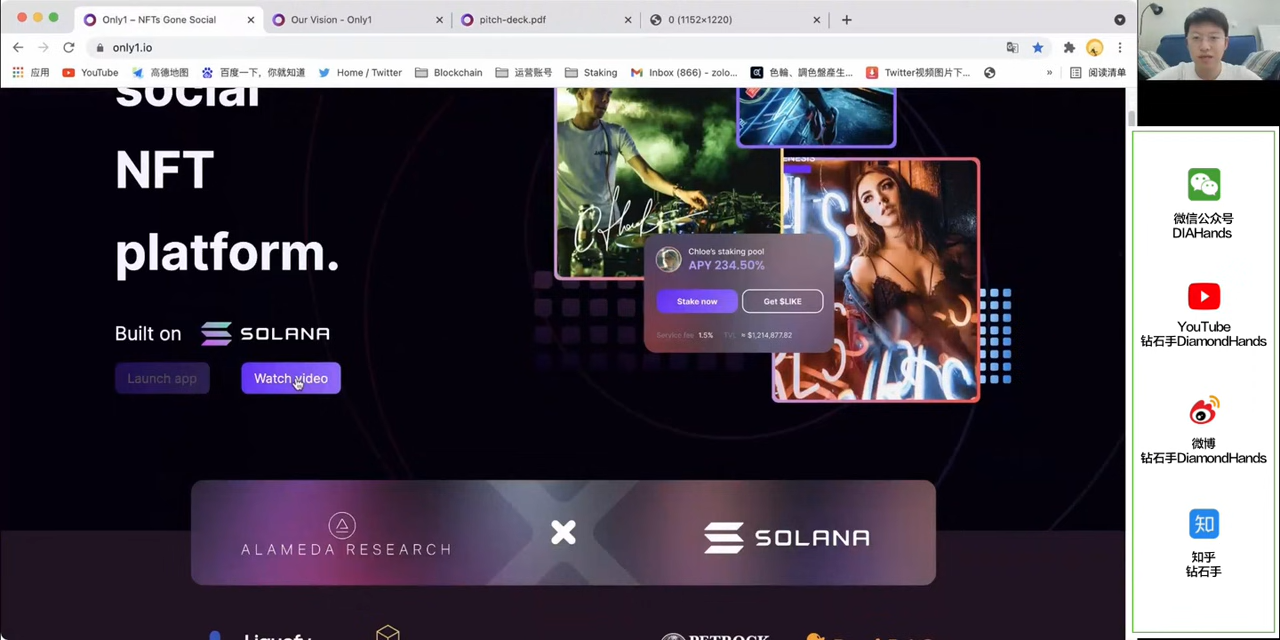 Only1 – NFTs Gone Social
Our Vision - Only1
pitch-deck.pdf
0 (1152×1220)
only1.io
应用
YouTube
高德地图
百度一下，你就知道
Home / Twitter
Blockchain
运营账号
Staking
Inbox (866) - zolo...
色輪、調色盤產生...
Twitter视频图片下...
»
阅读清单
social
NFT
platform.
Built on SOLANA
Launch app
Watch video
Chloe's staking pool
APY 234.50%
Stake now
Get $LIKE
Service fee 1.5% TVL ≈ $1,214,877.82
ALAMEDA RESEARCH
SOLANA
Liquefy
PETROCK
微信公众号
DIAHands
YouTube
钻石手DiamondHands
微博
钻石手DiamondHands
知
知乎
钻石手